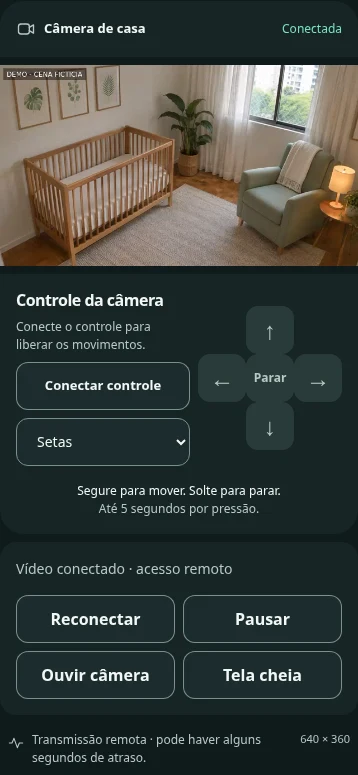 Câmera de casa
Conectada
DEMO · CENA FICTÍCIA
Controle da câmera
Conecte o controle para
liberar os movimentos.
Conectar controle
Setas
↑
←
Parar
→
↓
Segure para mover. Solte para parar.
Até 5 segundos por pressão.
Vídeo conectado · acesso remoto
Reconectar
Pausar
Ouvir câmera
Tela cheia
Transmissão remota · pode haver alguns
segundos de atraso.
640 × 360